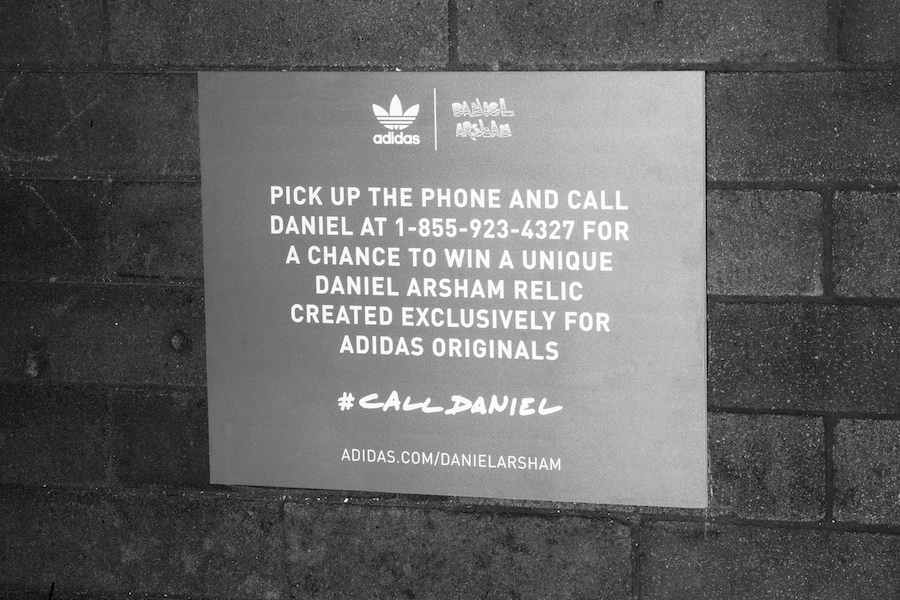 adidas
DANIEL
ARSHAM
PICK UP THE PHONE AND CALL
DANIEL AT 1-855-923-4327 FOR
A CHANCE TO WIN A UNIQUE
DANIEL ARSHAM RELIC
CREATED EXCLUSIVELY FOR
ADIDAS ORIGINALS
#CALLDANIEL
ADIDAS.COM/DANIELARSHAM